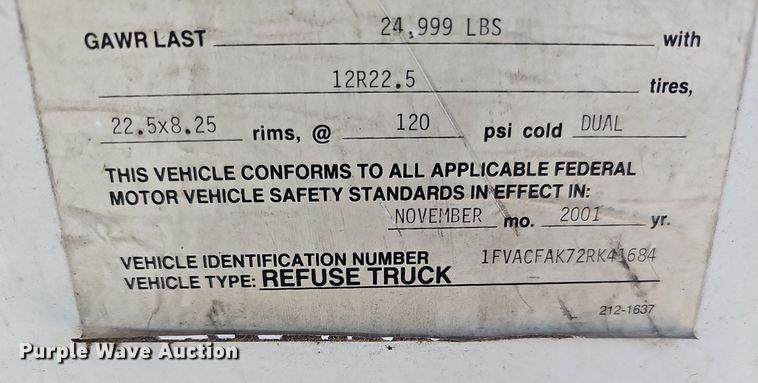 GAWR LAST 24,999 LBS with
12R22.5 tires,
22.5x8.25 rims, @ 120 psi cold DUAL
THIS VEHICLE CONFORMS TO ALL APPLICABLE FEDERAL
MOTOR VEHICLE SAFETY STANDARDS IN EFFECT IN:
NOVEMBER mo. 2001 yr.
VEHICLE IDENTIFICATION NUMBER 1FVACFAK72RK41684
VEHICLE TYPE: REFUSE TRUCK
212-1637
Purple Wave Auction